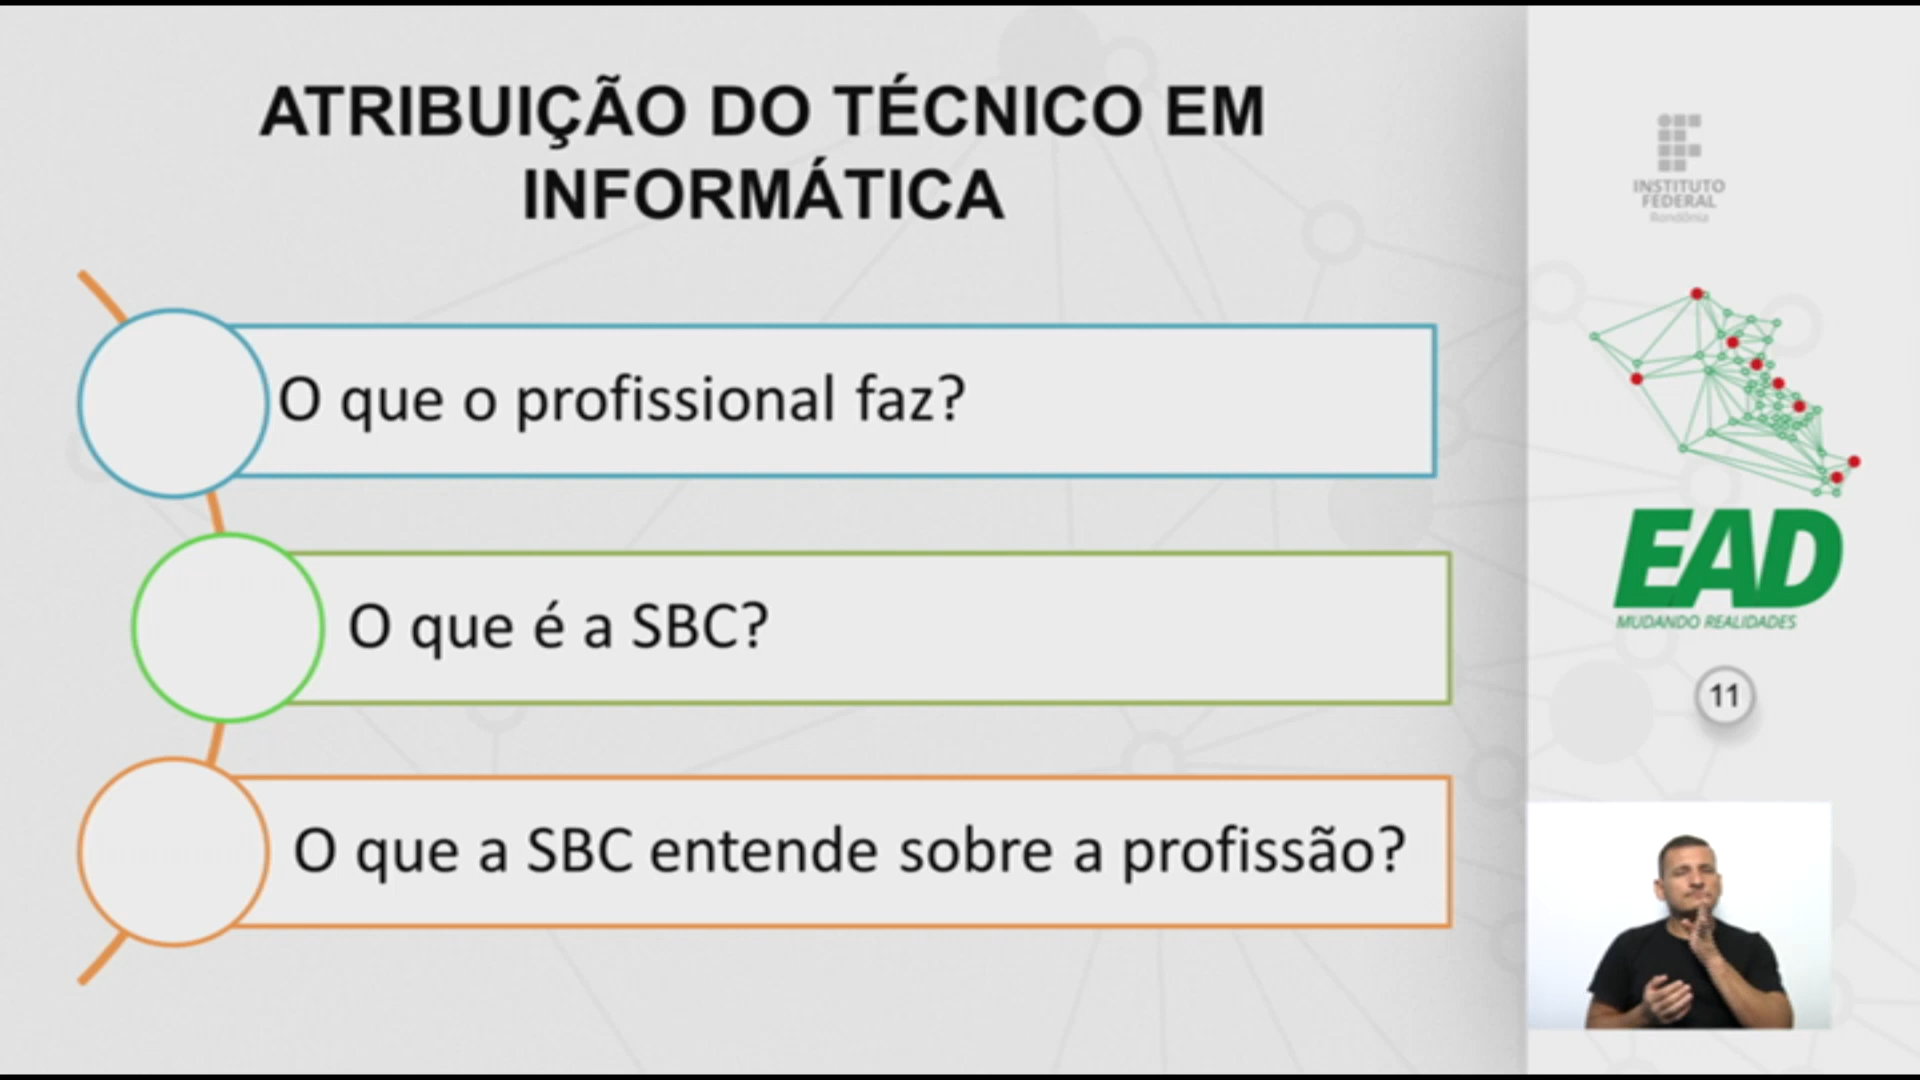 ATRIBUIÇÃO DO TÉCNICO EM
INFORMÁTICA
O que o profissional faz?
O que é a SBC?
O que a SBC entende sobre a profissão?
INSTITUTO
FEDERAL
Rondônia
EAD
MUDANDO REALIDADES
11